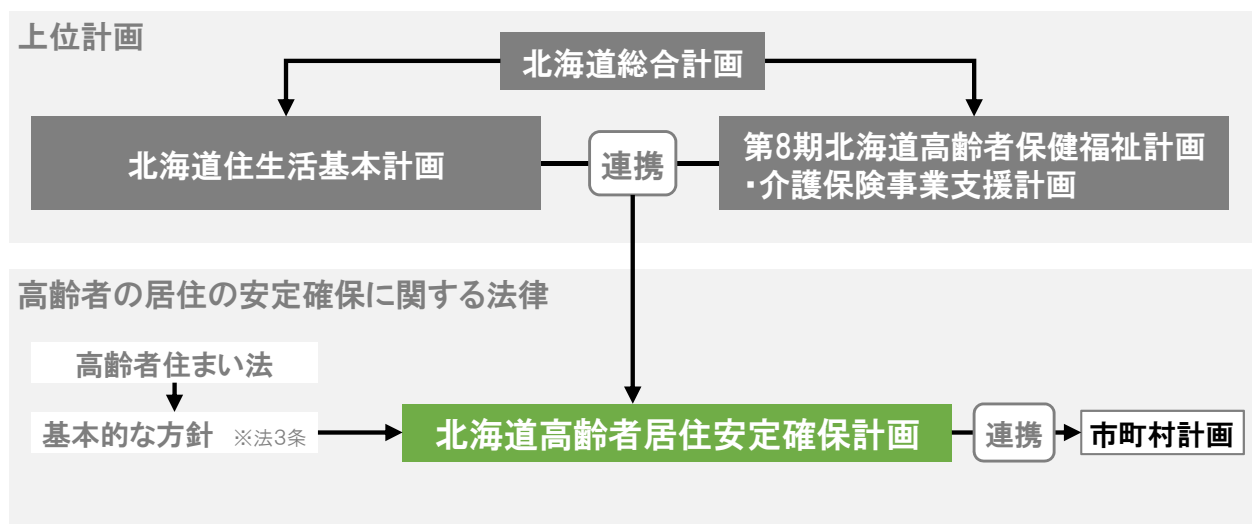 上位計画
北海道総合計画
北海道住生活基本計画
連携
第8期北海道高齢者保健福祉計画
・介護保険事業支援計画
高齢者の居住の安定確保に関する法律
高齢者住まい法
基本的な方針 ※法3条
北海道高齢者居住安定確保計画
連携
市町村計画